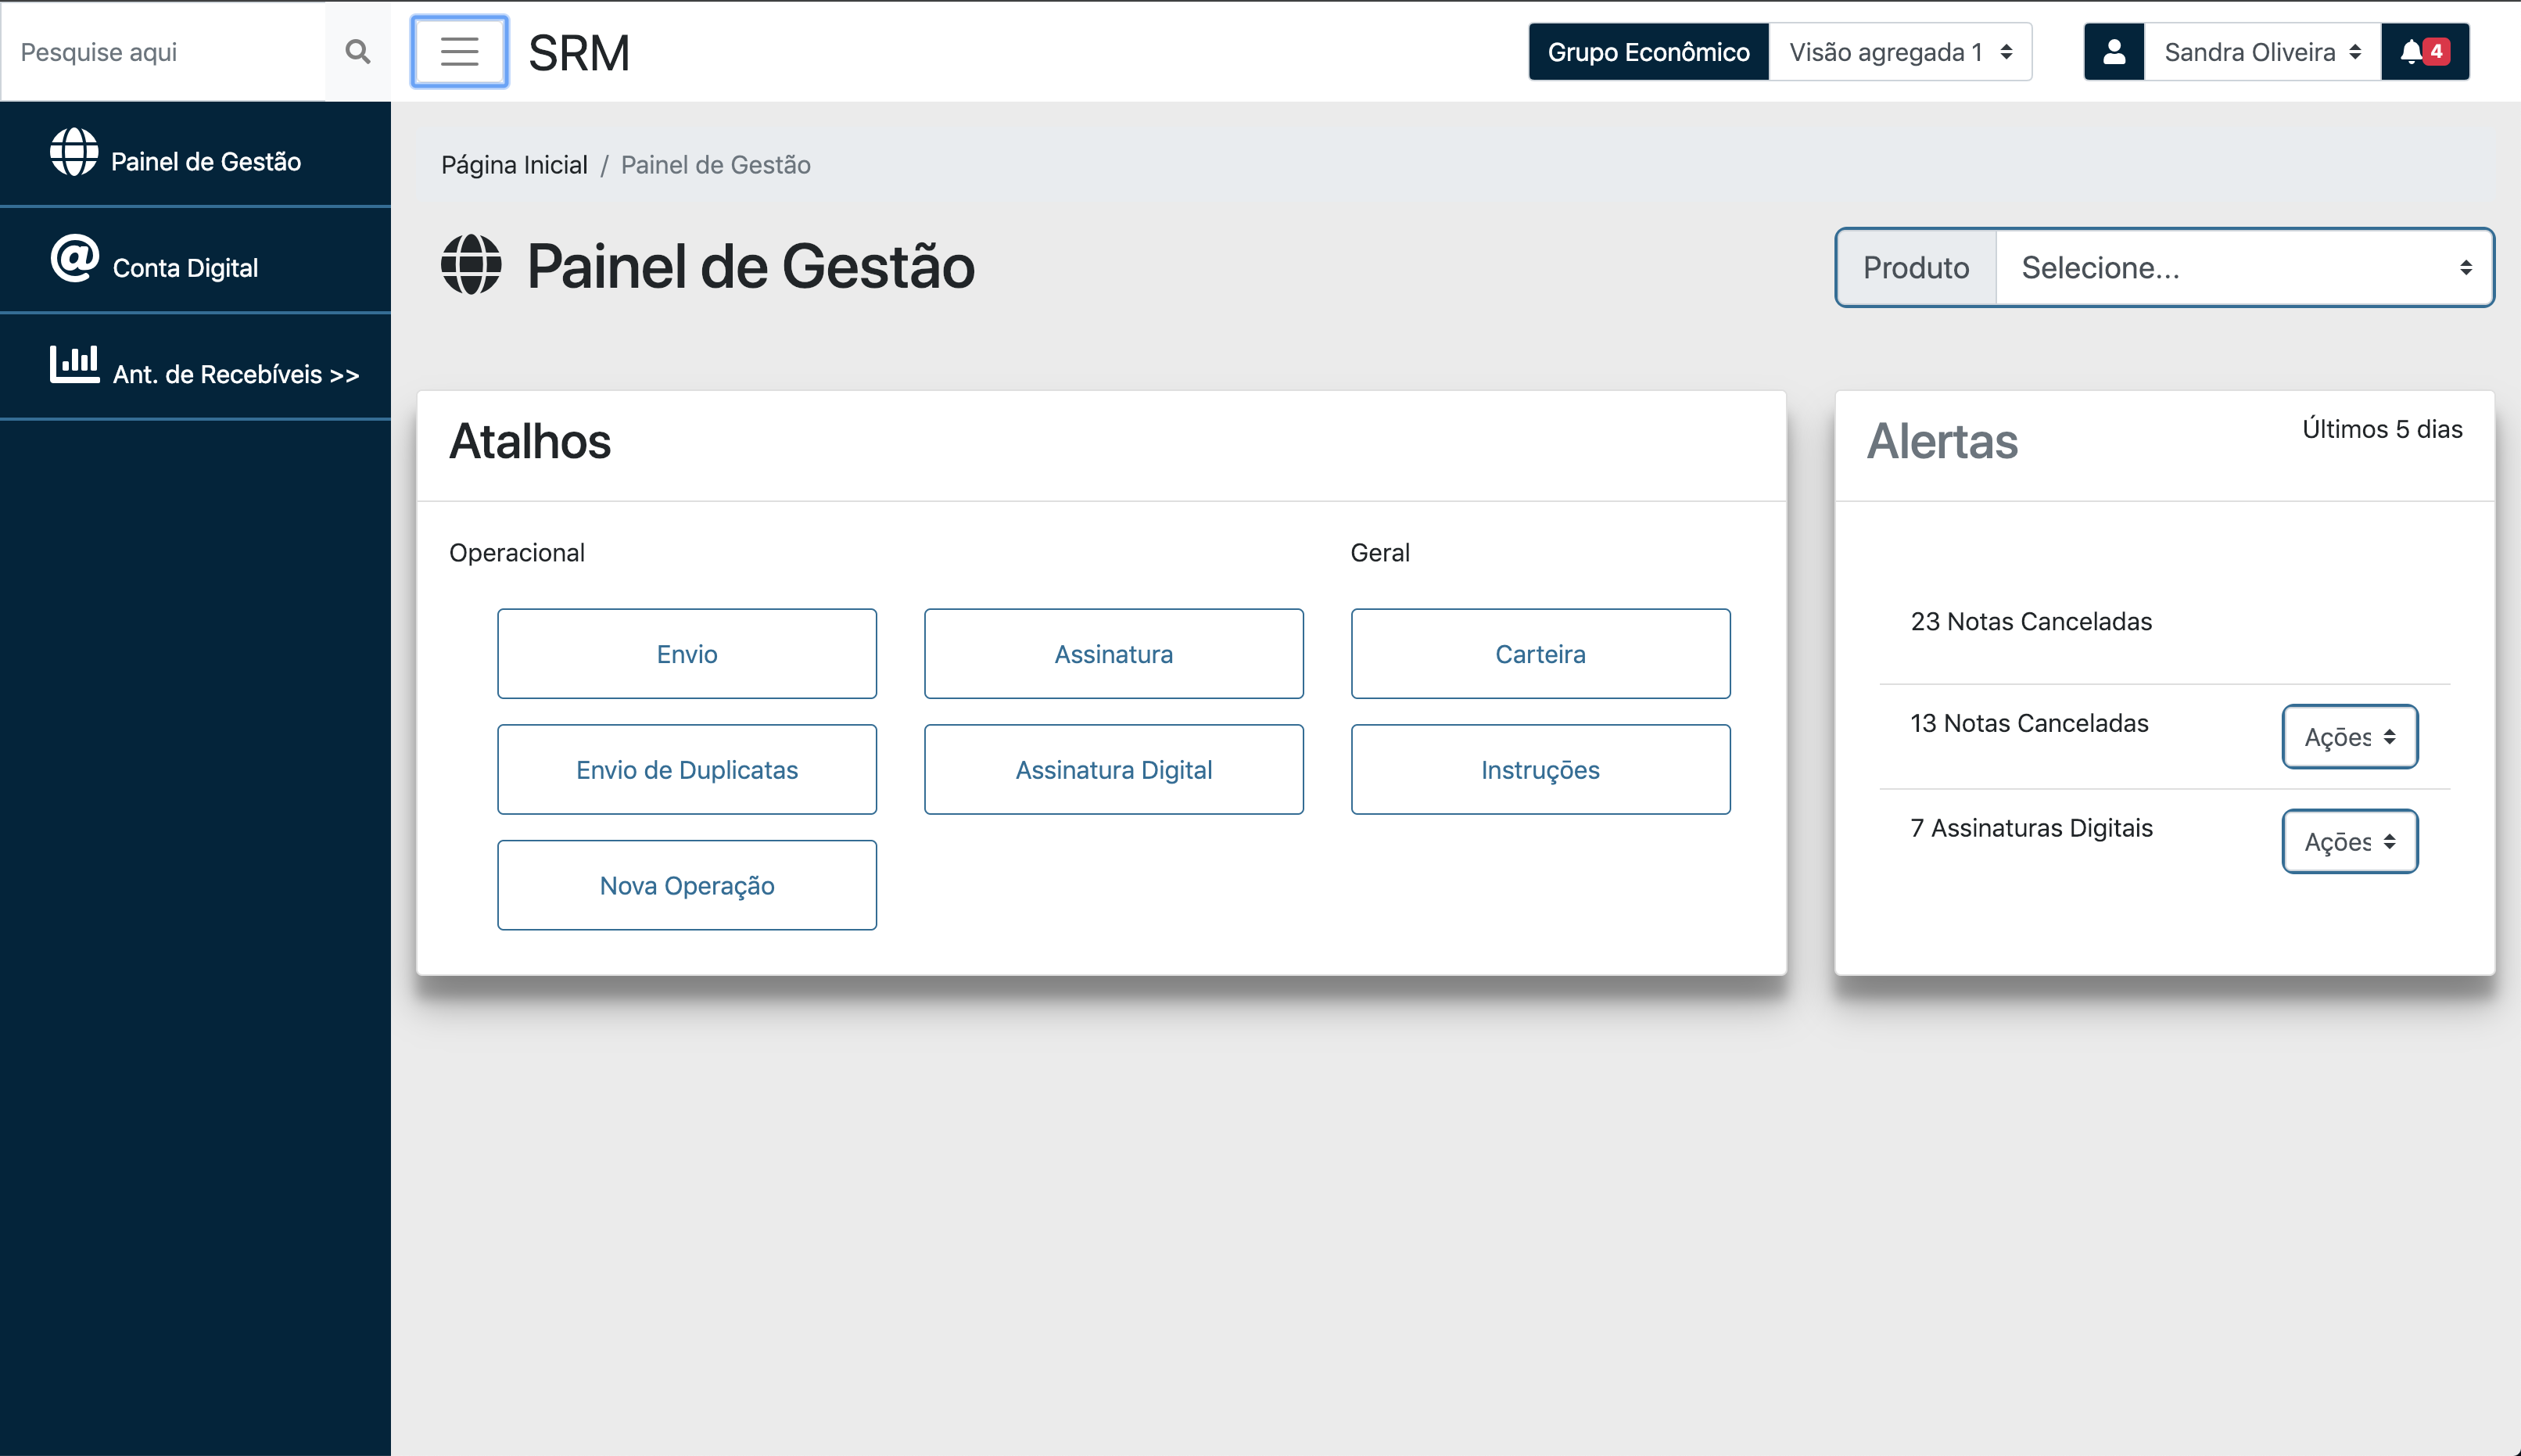 Pesquise aqui
SRM
Grupo Econômico
Visão agregada 1
Sandra Oliveira
4
Painel de Gestão
Conta Digital
Ant. de Recebíveis >>
Página Inicial / Painel de Gestão
Painel de Gestão
Produto
Selecione...
Atalhos
Operacional
Geral
Envio
Assinatura
Carteira
Envio de Duplicatas
Assinatura Digital
Instruções
Nova Operação
Alertas
Últimos 5 dias
23 Notas Canceladas
13 Notas Canceladas
Ações
7 Assinaturas Digitais
Ações